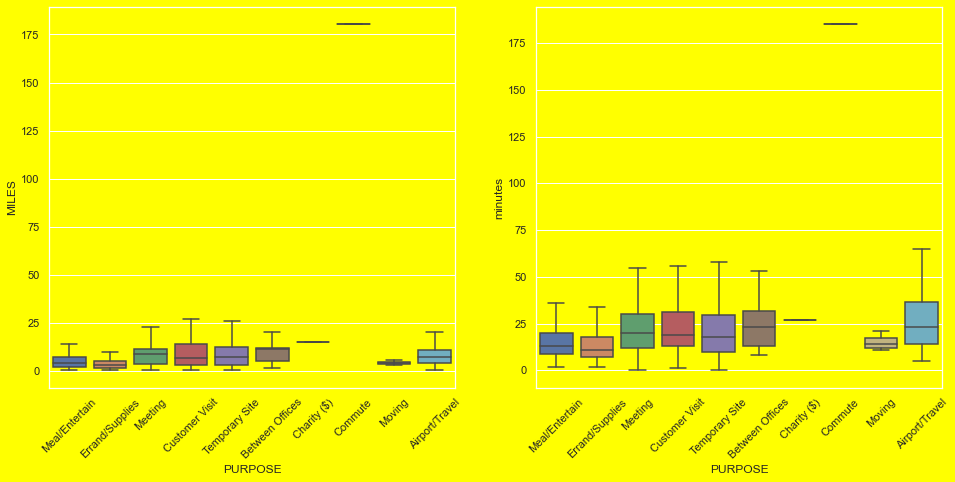 MILES
175
150
125
100
75
50
25
0
Meal/Entertain
Errand/Supplies
Meeting
Customer Visit
Temporary Site
Between Offices
Charity ($)
Commute
Moving
Airport/Travel
PURPOSE
minutes
175
150
125
100
75
50
25
0
Meal/Entertain
Errand/Supplies
Meeting
Customer Visit
Temporary Site
Between Offices
Charity ($)
Commute
Moving
Airport/Travel
PURPOSE